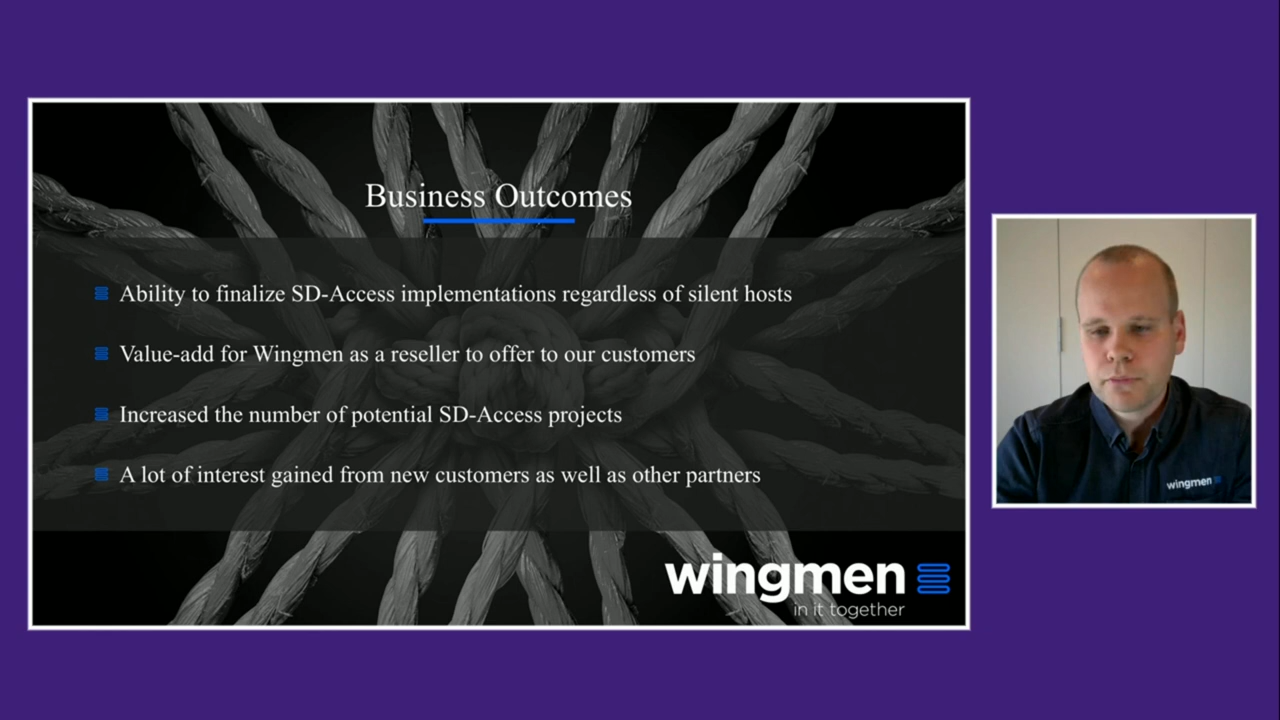 Business Outcomes
Ability to finalize SD-Access implementations regardless of silent hosts
Value-add for Wingmen as a reseller to offer to our customers
Increased the number of potential SD-Access projects
A lot of interest gained from new customers as well as other partners
wingmen
in it together
wingmen